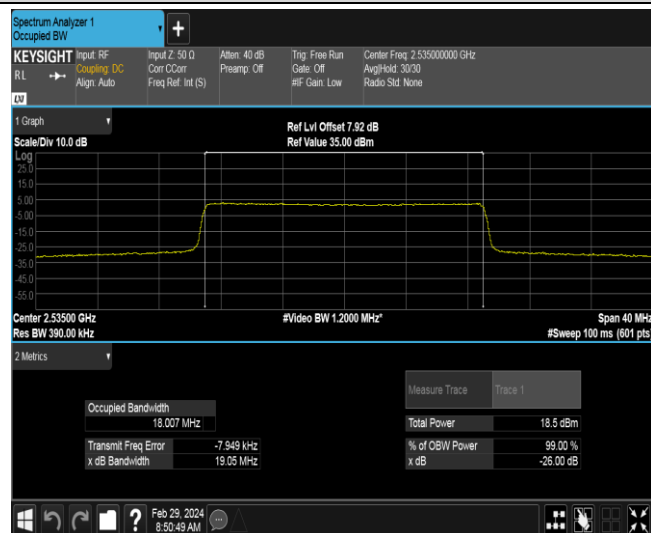 Spectrum Analyzer 1
Occupied BW
+
KEYSIGHT Input: RF Input Z: 50 Ω Atten: 40 dB Trig: Free Run Center Freq: 2.535000000 GHz
RL Coupling: DC Corr CCorr Preamp: Off Gate: Off Avg|Hold: 30/30
Align: Auto Freq Ref: Int (S) #IF Gain: Low Radio Std: None
LXI
1 Graph Ref Lvl Offset 7.92 dB
Scale/Div 10.0 dB Ref Value 35.00 dBm
Log
25.0
15.0
5.00
-5.00
-15.0
-25.0
-35.0
-45.0
-55.0
Center 2.53500 GHz #Video BW 1.2000 MHz* Span 40 MHz
Res BW 390.00 kHz #Sweep 100 ms (601 pts)
2 Metrics
Measure Trace Trace 1
Occupied Bandwidth
18.007 MHz Total Power 18.5 dBm
Transmit Freq Error -7.949 kHz % of OBW Power 99.00 %
x dB Bandwidth 19.05 MHz x dB -26.00 dB
? Feb 29, 2024
8:50:49 AM